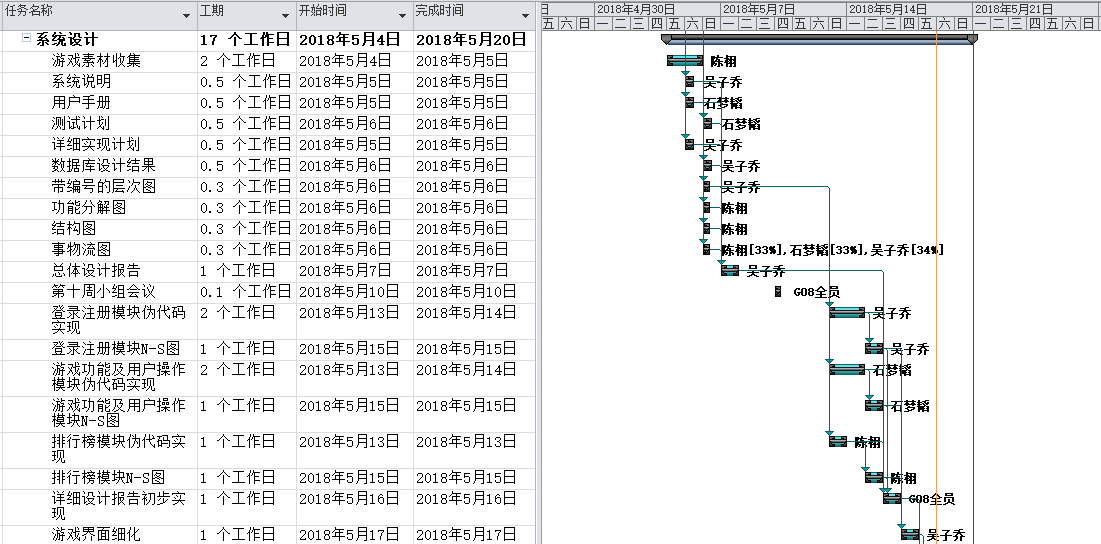 任务名称 工期 开始时间 完成时间
日 2018年4月30日 2018年5月7日 2018年5月14日 2018年5月21日
五 六 日 一 二 三 四 五 六 日 一 二 三 四 五 六 日 一 二 三 四 五 六 日 一 二 三 四 五 六 日
系统设计 17 个工作日 2018年5月4日 2018年5月20日
游戏素材收集 2 个工作日 2018年5月4日 2018年5月5日 陈栩
系统说明 0.5 个工作日 2018年5月5日 2018年5月5日 吴子乔
用户手册 0.5 个工作日 2018年5月5日 2018年5月5日 石梦韬
测试计划 0.5 个工作日 2018年5月6日 2018年5月6日 石梦韬
详细实现计划 0.5 个工作日 2018年5月5日 2018年5月5日 吴子乔
数据库设计结果 0.5 个工作日 2018年5月6日 2018年5月6日 吴子乔
带编号的层次图 0.3 个工作日 2018年5月6日 2018年5月6日 吴子乔
功能分解图 0.3 个工作日 2018年5月6日 2018年5月6日 陈栩
结构图 0.3 个工作日 2018年5月6日 2018年5月6日 陈栩
事物流图 0.3 个工作日 2018年5月6日 2018年5月6日 陈栩[33%],石梦韬[33%],吴子乔[34%]
总体设计报告 1 个工作日 2018年5月7日 2018年5月7日 吴子乔
第十周小组会议 0.1 个工作日 2018年5月10日 2018年5月10日 G08全员
登录注册模块伪代码 2 个工作日 2018年5月13日 2018年5月14日 吴子乔
实现
登录注册模块N-S图 1 个工作日 2018年5月15日 2018年5月15日 吴子乔
游戏功能及用户操作 2 个工作日 2018年5月13日 2018年5月14日 石梦韬
模块伪代码实现
游戏功能及用户操作 1 个工作日 2018年5月15日 2018年5月15日 石梦韬
模块N-S图
排行榜模块伪代码实 1 个工作日 2018年5月13日 2018年5月13日 陈栩
现
排行榜模块N-S图 1 个工作日 2018年5月15日 2018年5月15日 陈栩
详细设计报告初步实 1 个工作日 2018年5月16日 2018年5月16日 G08全员
现
游戏界面细化 1 个工作日 2018年5月17日 2018年5月17日 吴子乔